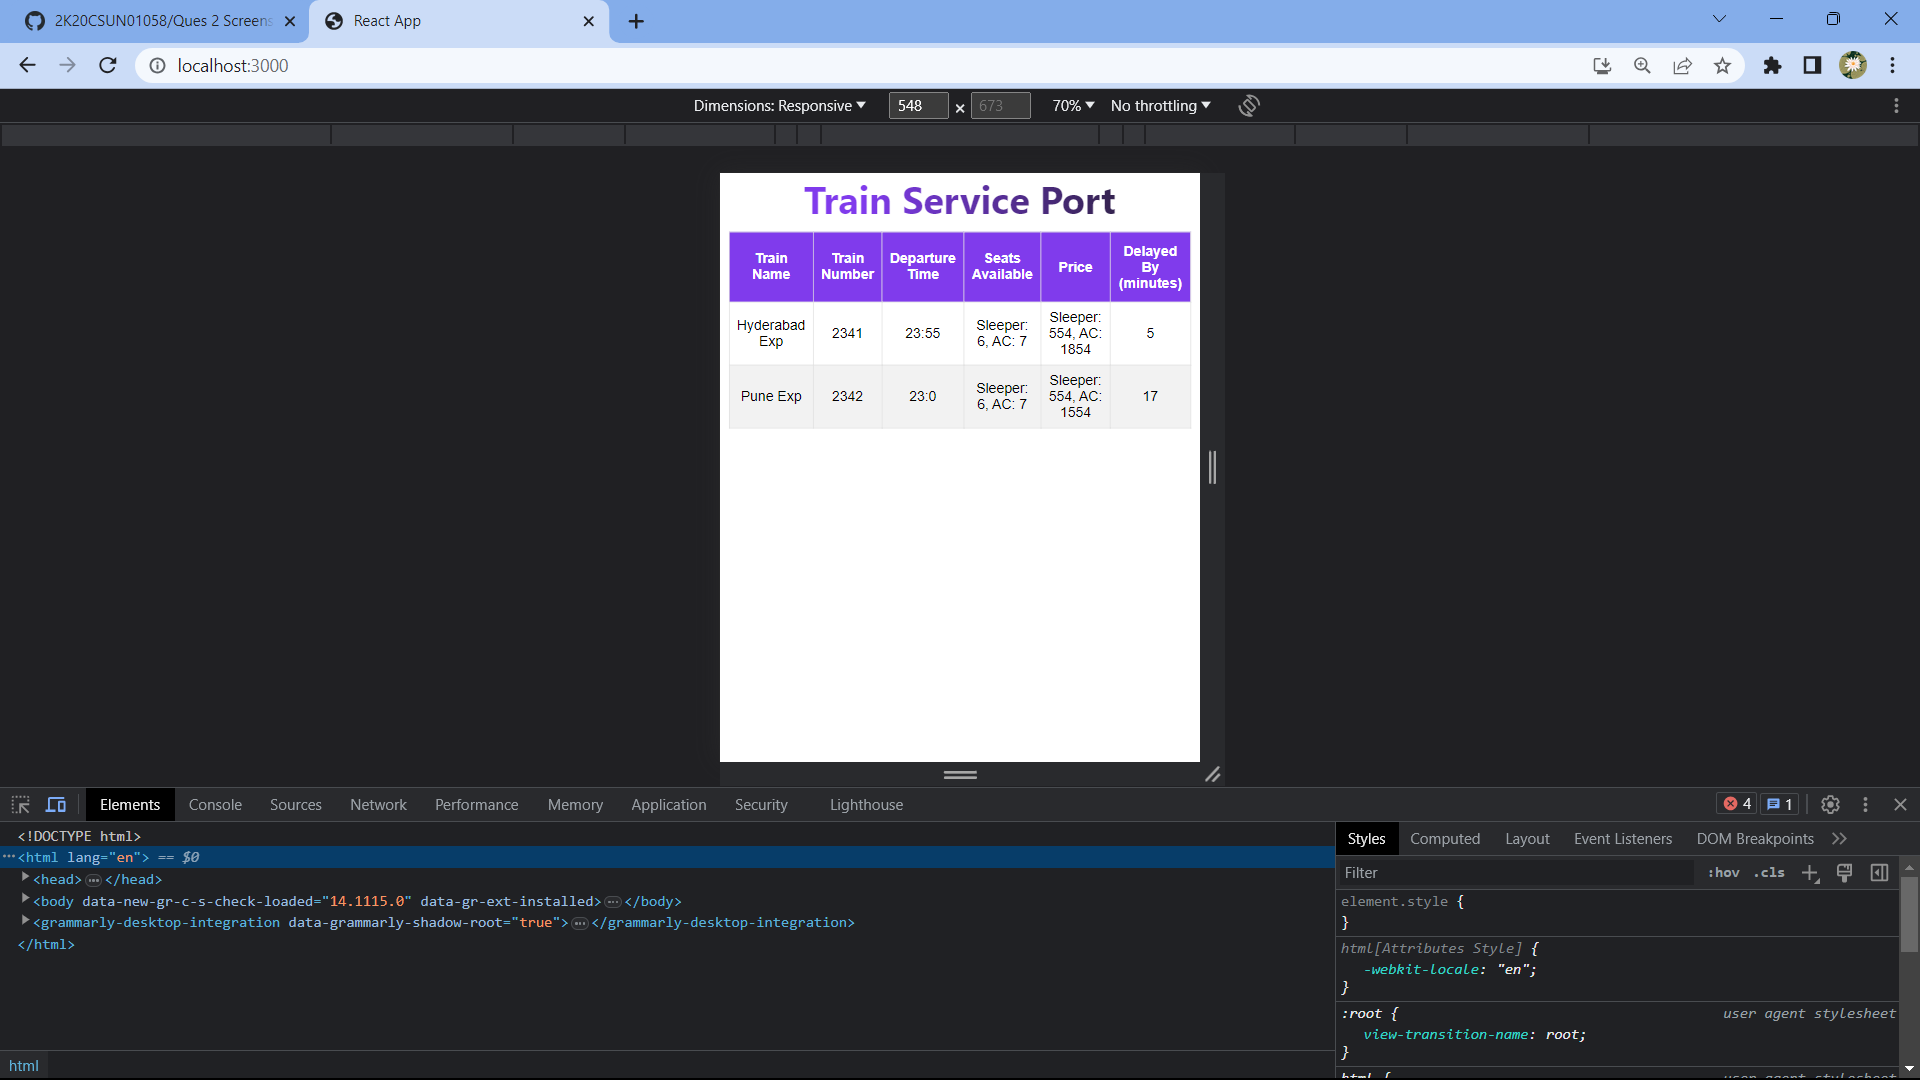 2K20CSUN01058/Ques 2 Screens
React App
localhost:3000
Dimensions: Responsive
548 × 673
70%
No throttling
Train Service Port
Train Name
Train Number
Departure Time
Seats Available
Price
Delayed By (minutes)
Hyderabad Exp
2341
23:55
Sleeper: 6, AC: 7
Sleeper: 554, AC: 1854
5
Pune Exp
2342
23:0
Sleeper: 6, AC: 7
Sleeper: 554, AC: 1554
17
Elements Console Sources Network Performance Memory Application Security Lighthouse
4
1
<!DOCTYPE html>
<html lang="en"> == $0
<head>…</head>
<body data-new-gr-c-s-check-loaded="14.1115.0" data-gr-ext-installed>…</body>
<grammarly-desktop-integration data-grammarly-shadow-root="true">…</grammarly-desktop-integration>
</html>
html
Styles Computed Layout Event Listeners DOM Breakpoints
Filter
:hov .cls
element.style {
}
html[Attributes Style] {
-webkit-locale: "en";
}
:root {
user agent stylesheet
view-transition-name: root;
}
html {
user agent stylesheet